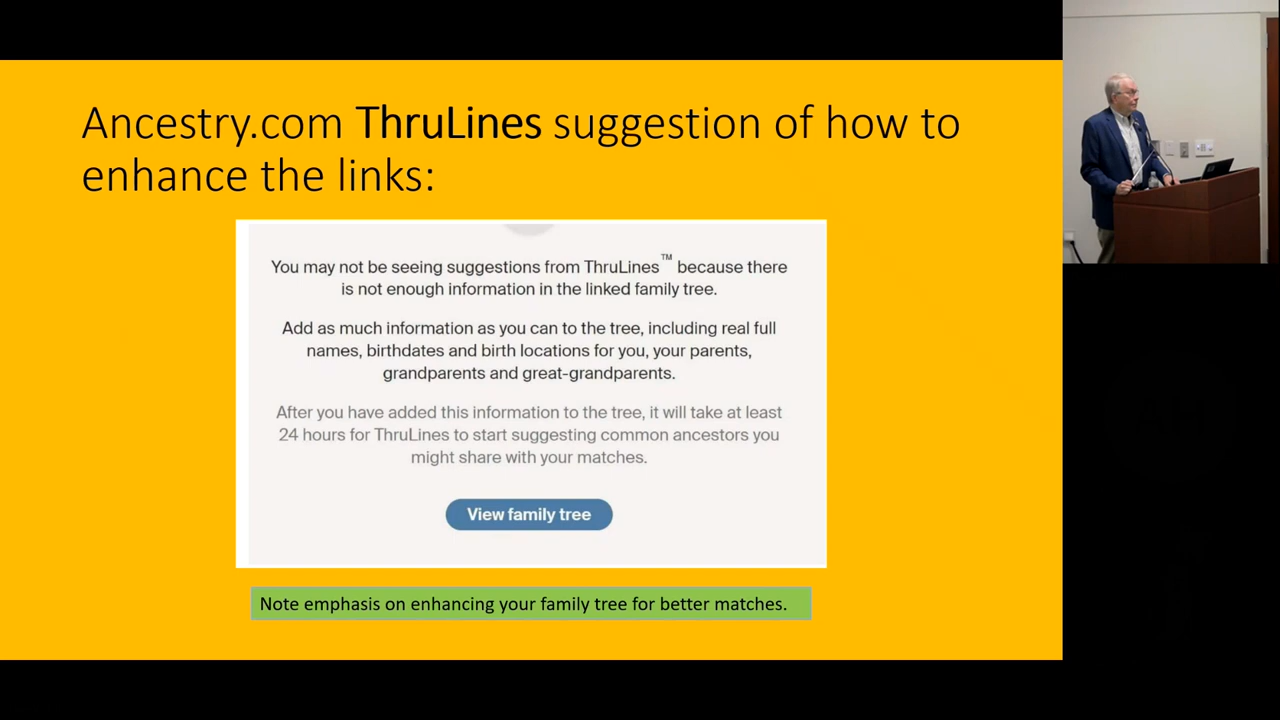 Ancestry.com ThruLines suggestion of how to
enhance the links:
You may not be seeing suggestions from ThruLines™ because there
is not enough information in the linked family tree.
Add as much information as you can to the tree, including real full
names, birthdates and birth locations for you, your parents,
grandparents and great-grandparents.
After you have added this information to the tree, it will take at least
24 hours for ThruLines to start suggesting common ancestors you
might share with your matches.
View family tree
Note emphasis on enhancing your family tree for better matches.